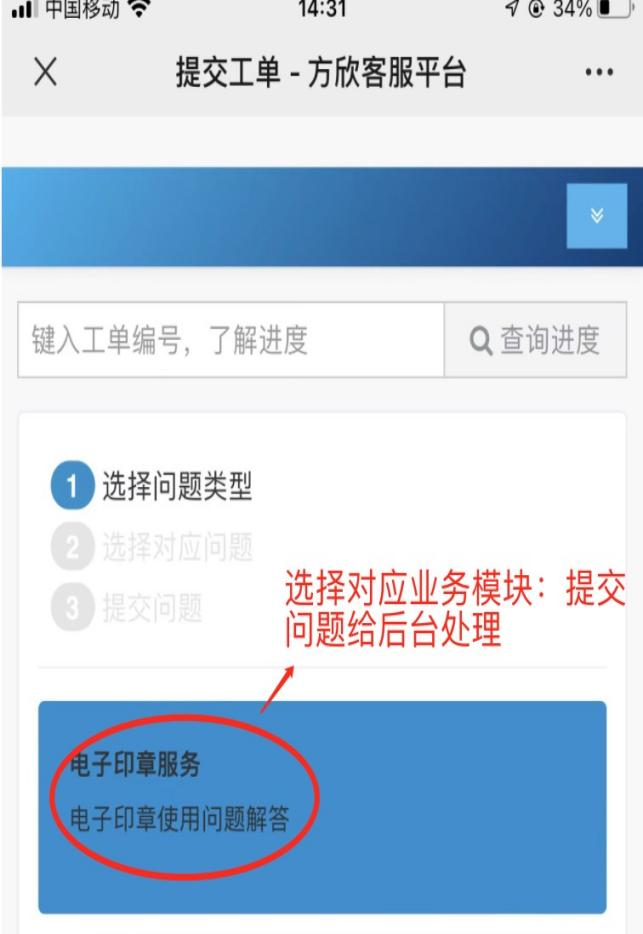 中国移动
14:31
34%
提交工单 - 方欣客服平台
键入工单编号，了解进度
查询进度
1 选择问题类型
2 选择对应问题
3 提交问题
选择对应业务模块：提交
问题给后台处理
电子印章服务
电子印章使用问题解答